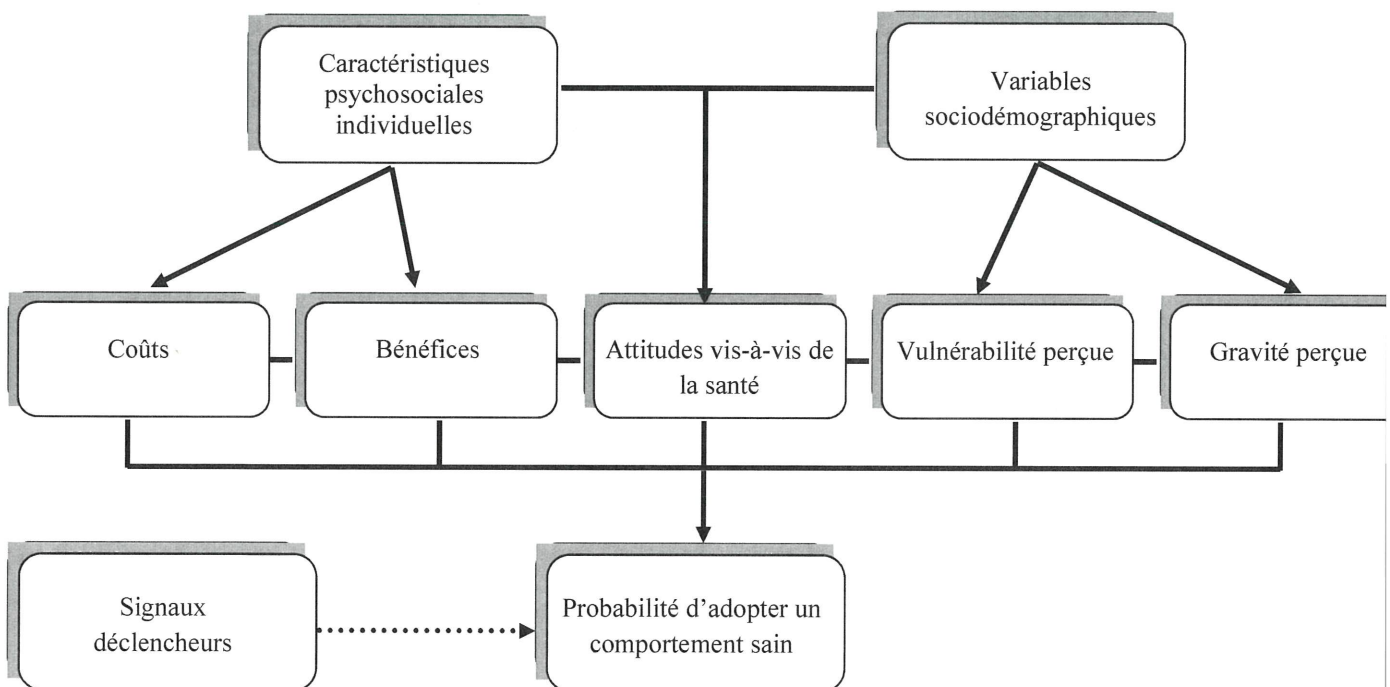 Caractéristiques
psychosociales
individuelles
Variables
sociodémographiques
Coûts
Bénéfices
Attitudes vis-à-vis de
la santé
Vulnérabilité perçue
Gravité perçue
Signaux
déclencheurs
Probabilité d'adopter un
comportement sain